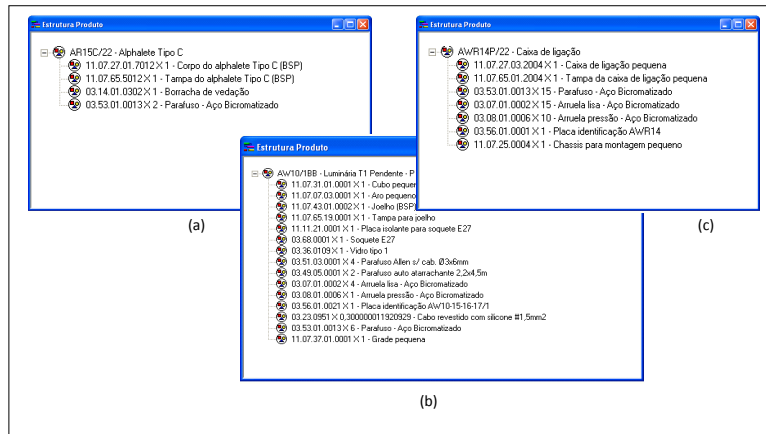 Estrutura Produto
AR15C/22 - Alphalete Tipo C
11.07.27.01.7012 X 1 - Corpo do alphalete Tipo C (BSP)
11.07.65.5012 X 1 - Tampa do alphalete Tipo C (BSP)
03.14.01.0302 X 1 - Borracha de vedação
03.53.01.0013 X 2 - Parafuso - Aço Bicromatizado
(a)
Estrutura Produto
AW10/1BB - Luminária T1 Pendente - P
11.07.31.01.0001 X 1 - Cubo pequen
11.07.07.03.0001 X 1 - Aro pequeno
11.07.43.01.0002 X 1 - Joelho (BSP)
11.07.65.19.0001 X 1 - Tampa para joelho
11.11.21.0001 X 1 - Placa isolante para soquete E27
03.68.0001 X 1 - Soquete E27
03.36.0109 X 1 - Vidro tipo 1
03.51.03.0001 X 4 - Parafuso Allen s/ cab. Ø3x6mm
03.49.05.0001 X 2 - Parafuso auto atarrachante 2,2x4,5m
03.07.01.0002 X 4 - Arruela lisa - Aço Bicromatizado
03.08.01.0006 X 1 - Arruela pressão - Aço Bicromatizado
03.56.01.0021 X 1 - Placa identificação AW10-15-16-17/1
03.23.0951 X 0,300000011920929 - Cabo revestido com silicone #1,5mm2
03.53.01.0013 X 6 - Parafuso - Aço Bicromatizado
11.07.37.01.0001 X 1 - Grade pequena
(b)
Estrutura Produto
AWR14P/22 - Caixa de ligação
11.07.27.03.2004 X 1 - Caixa de ligação pequena
11.07.65.01.2004 X 1 - Tampa da caixa de ligação pequena
03.53.01.0013 X 15 - Parafuso - Aço Bicromatizado
03.07.01.0002 X 15 - Arruela lisa - Aço Bicromatizado
03.08.01.0006 X 10 - Arruela pressão - Aço Bicromatizado
03.56.01.0001 X 1 - Placa identificação AWR14
11.07.25.0004 X 1 - Chassis para montagem pequeno
(c)